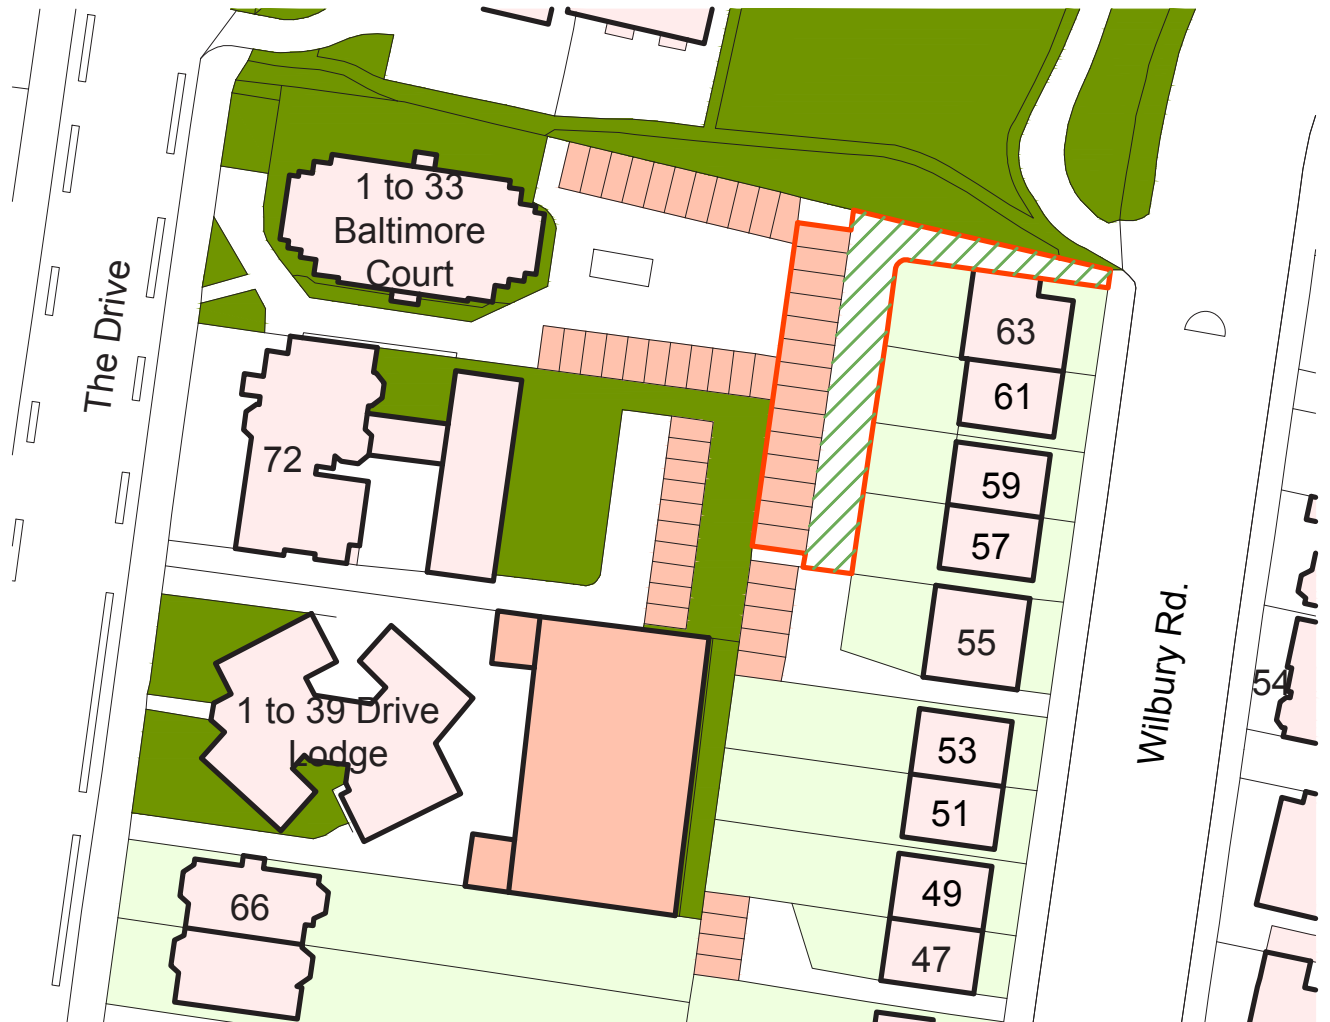 1 to 33
Baltimore
Court
The Drive
63
61
72
59
57
Wilbury Rd.
55
54
1 to 39 Drive
Lodge
53
51
49
66
47